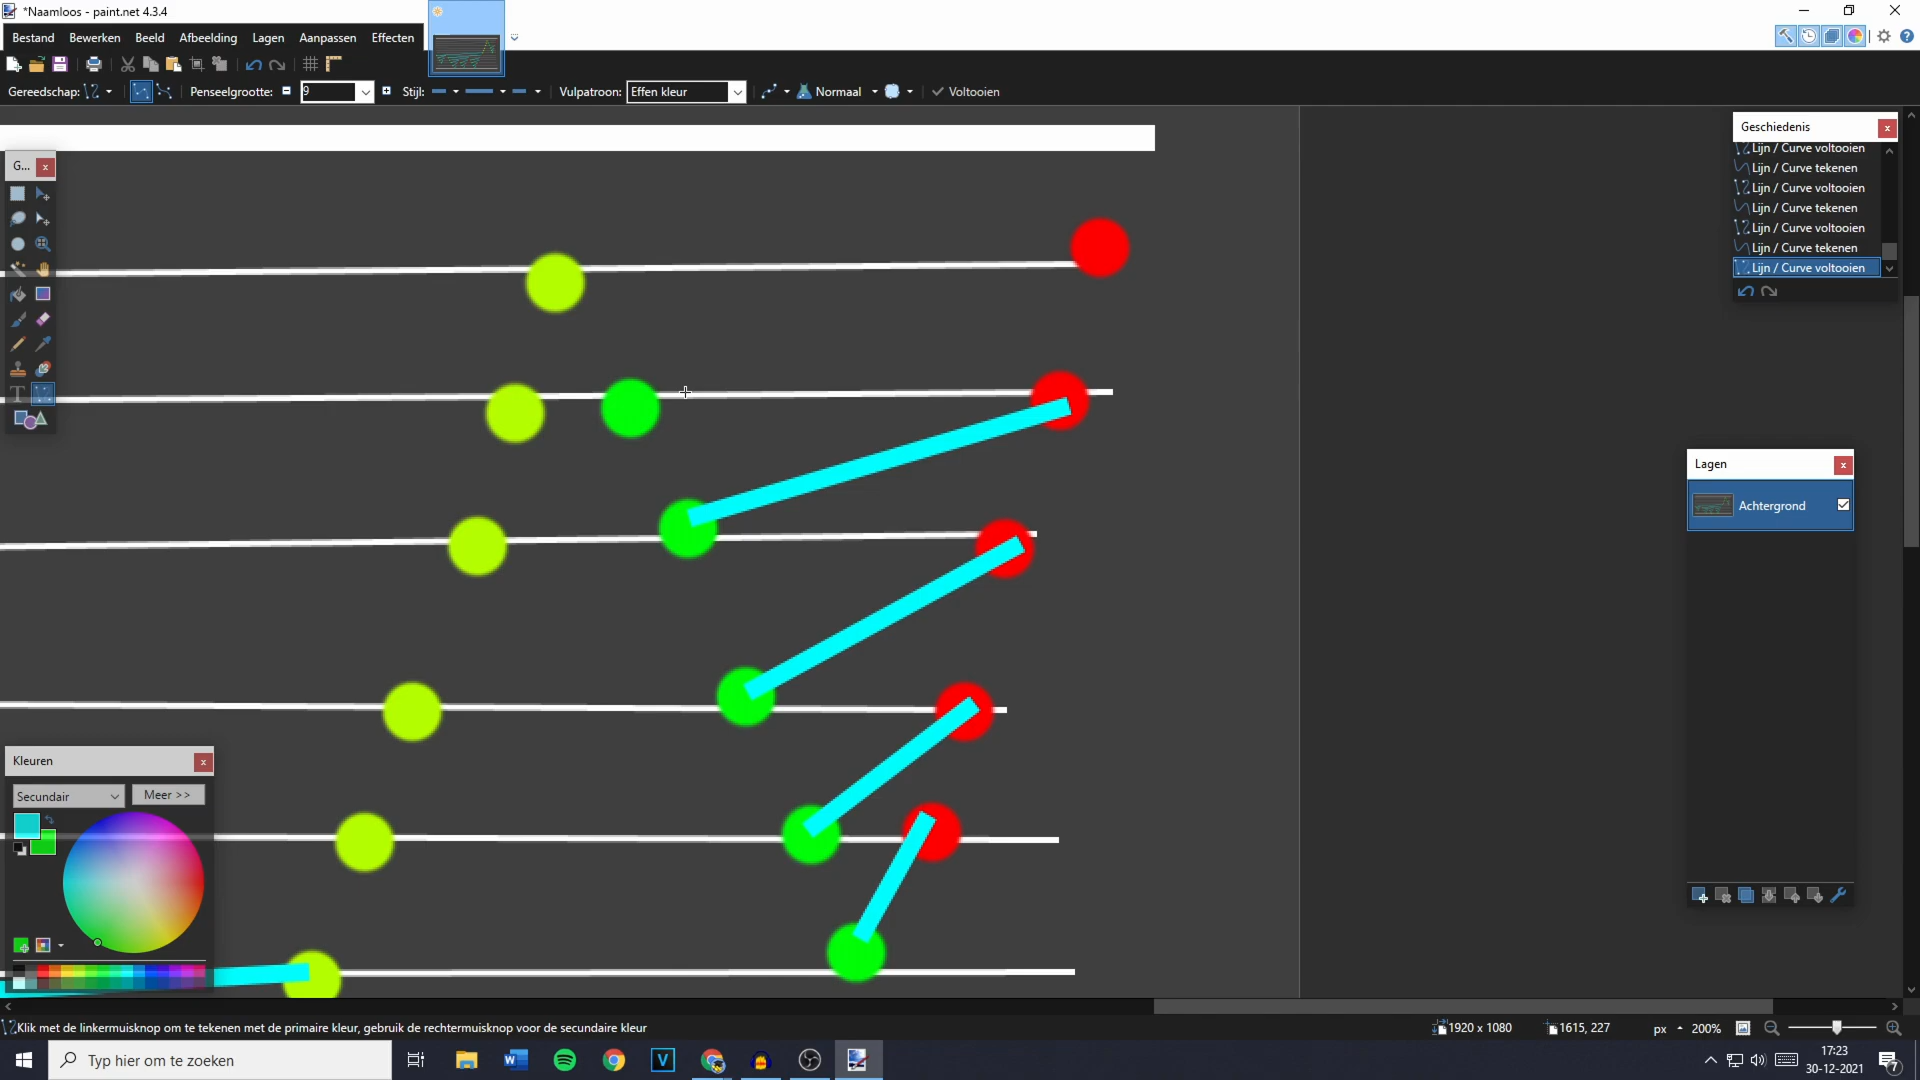 *Naamloos - paint.net 4.3.4
Bestand Bewerken Beeld Afbeelding Lagen Aanpassen Effecten
Gereedschap: Penseelgrootte: 9 Stijl: Vulpatroon: Effen kleur Normaal Voltooien
G...
Geschiedenis
Lijn / Curve voltooien
Lijn / Curve tekenen
Lijn / Curve voltooien
Lijn / Curve tekenen
Lijn / Curve voltooien
Lijn / Curve tekenen
Lijn / Curve voltooien
Lagen
Achtergrond
Kleuren
Secundair Meer >>
Klik met de linkermuisknop om te tekenen met de primaire kleur, gebruik de rechtermuisknop voor de secundaire kleur 1920 x 1080 1615, 227 px 200%
Typ hier om te zoeken
17:23
30-12-2021
7